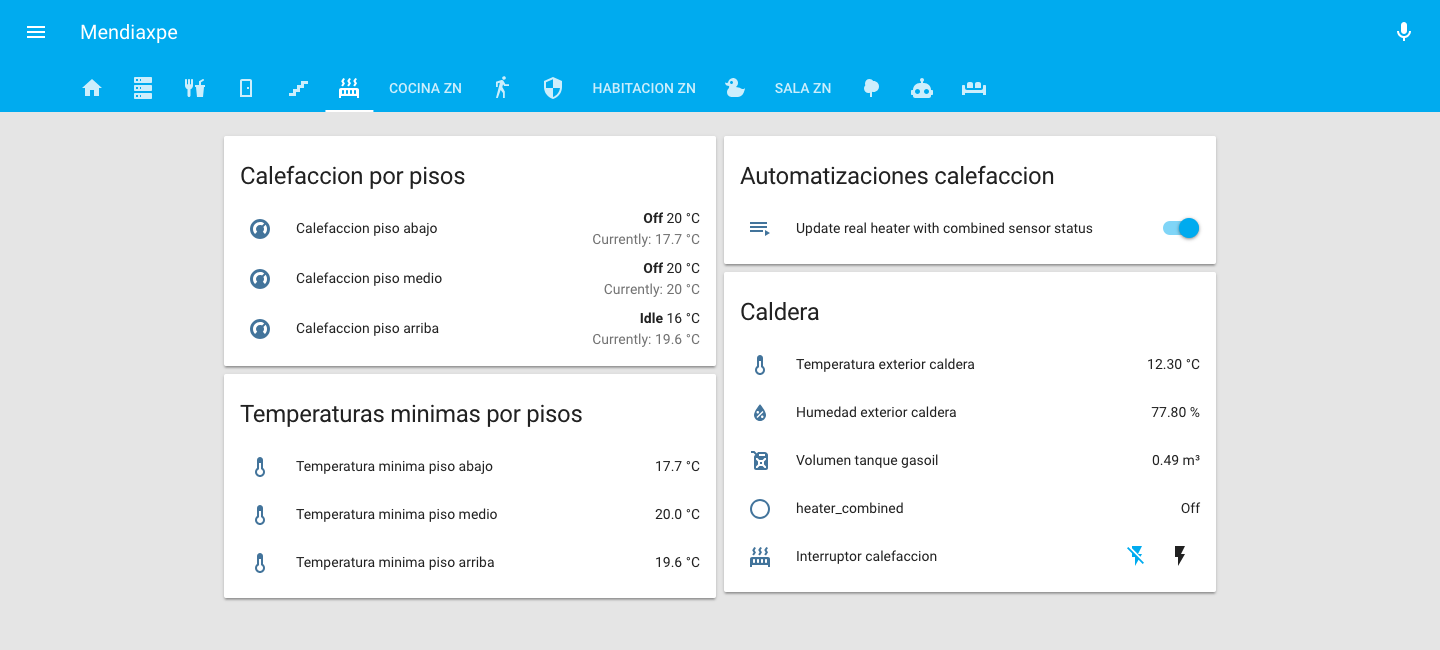 Mendiaxpe
COCINA ZN
HABITACION ZN
SALA ZN
Calefaccion por pisos
Calefaccion piso abajo
Off 20 °C
Currently: 17.7 °C
Calefaccion piso medio
Off 20 °C
Currently: 20 °C
Calefaccion piso arriba
Idle 16 °C
Currently: 19.6 °C
Temperaturas minimas por pisos
Temperatura minima piso abajo 17.7 °C
Temperatura minima piso medio 20.0 °C
Temperatura minima piso arriba 19.6 °C
Automatizaciones calefaccion
Update real heater with combined sensor status
Caldera
Temperatura exterior caldera 12.30 °C
Humedad exterior caldera 77.80 %
Volumen tanque gasoil 0.49 m³
heater_combined Off
Interruptor calefaccion